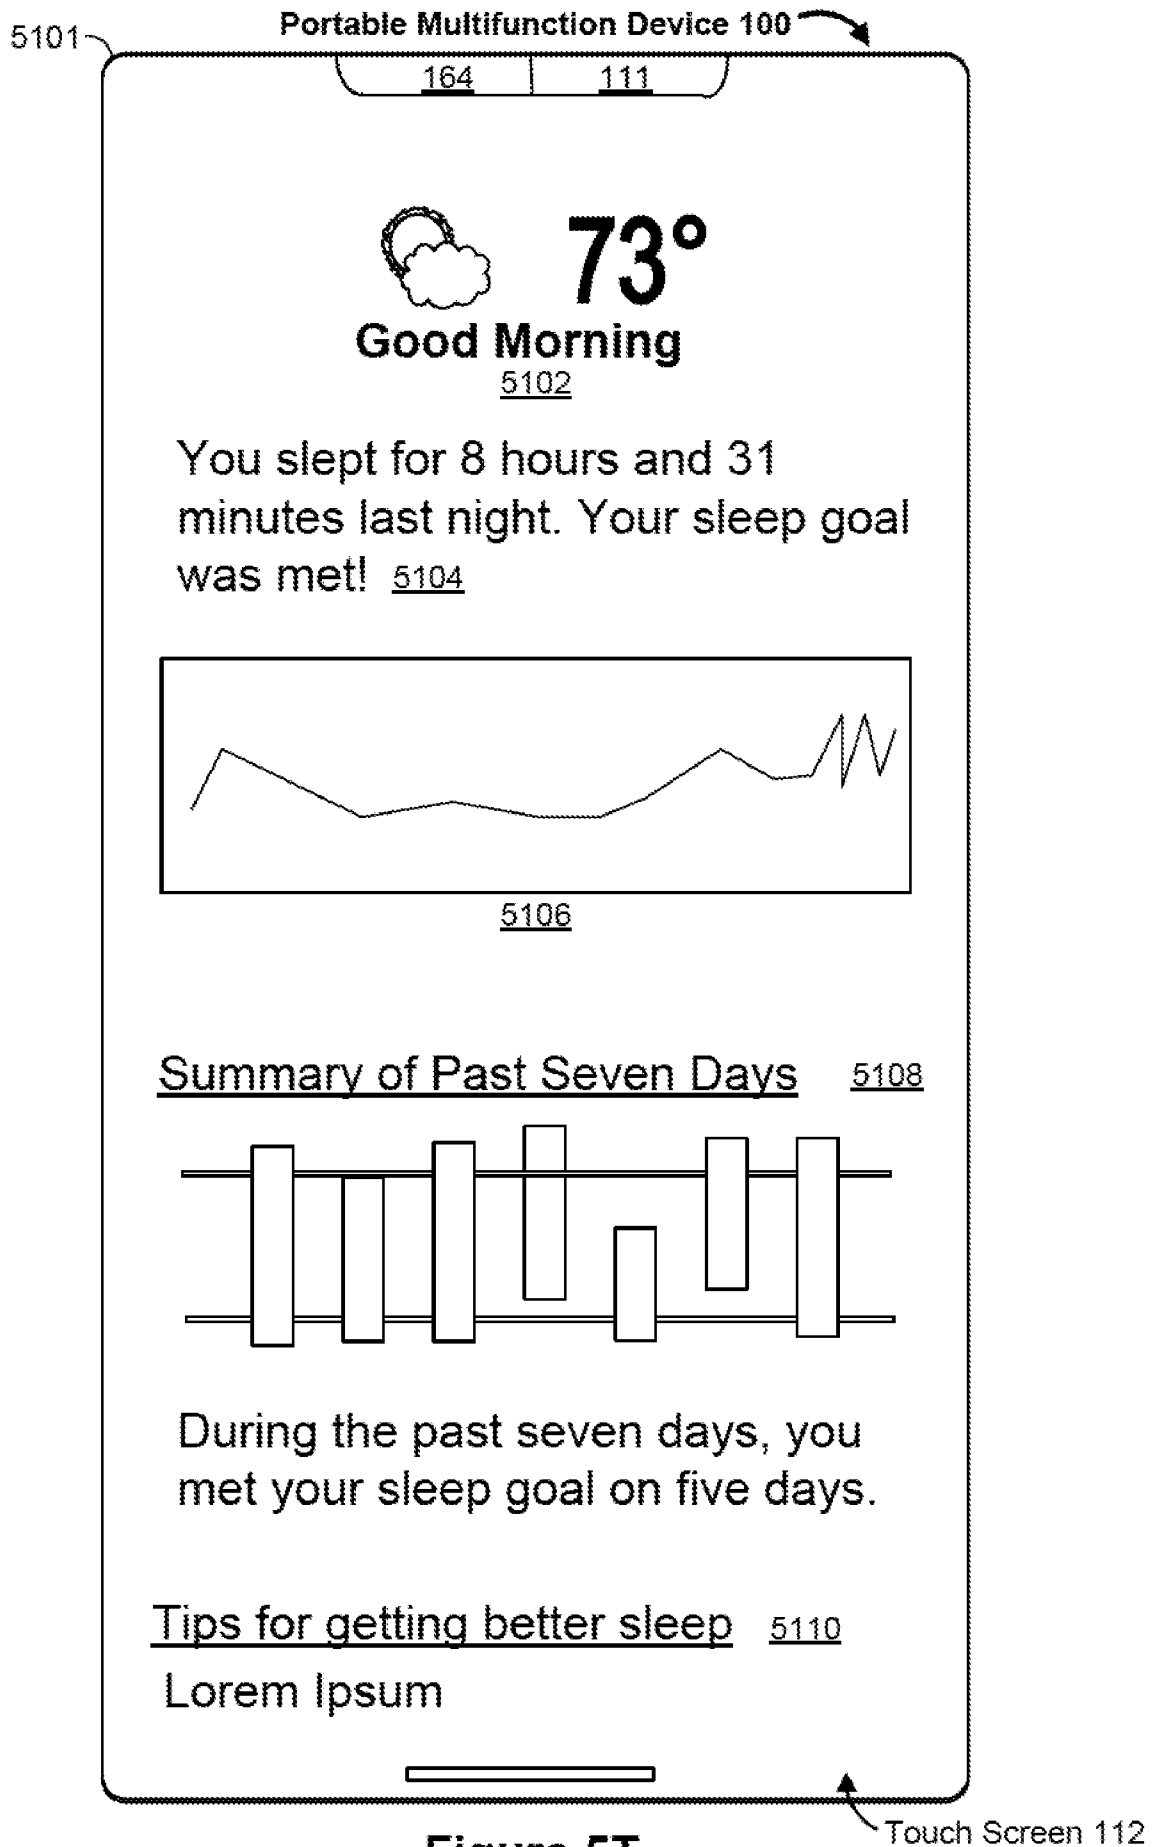 Portable Multifunction Device 100
5101
164 111
73°
Good Morning
5102
You slept for 8 hours and 31
minutes last night. Your sleep goal
was met! 5104
5106
Summary of Past Seven Days 5108
During the past seven days, you
met your sleep goal on five days.
Tips for getting better sleep 5110
Lorem Ipsum
Touch Screen 112
Figure 5T